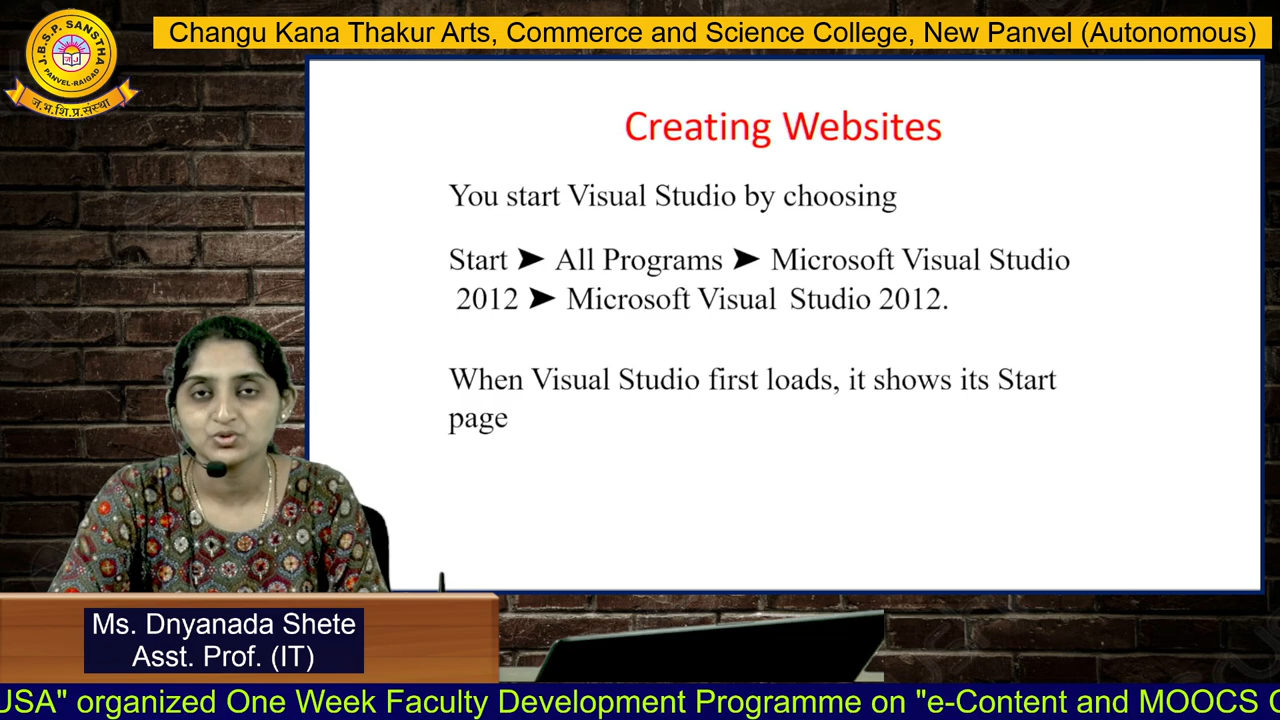 Changu Kana Thakur Arts, Commerce and Science College, New Panvel (Autonomous)
J.B.S.P. SANSTHA
PANVEL-RAIGAD
ज.भ.शि.प्र.संस्था
Creating Websites
You start Visual Studio by choosing
Start ➤ All Programs ➤ Microsoft Visual Studio
2012 ➤ Microsoft Visual Studio 2012.
When Visual Studio first loads, it shows its Start
page
Ms. Dnyanada Shete
Asst. Prof. (IT)
USA" organized One Week Faculty Development Programme on "e-Content and MOOCS